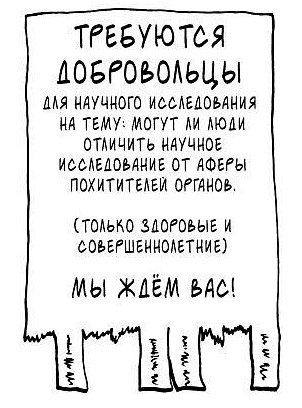 ТРЕБУЮТСЯ
ДОБРОВОЛЬЦЫ
ДЛЯ НАУЧНОГО ИССЛЕДОВАНИЯ
НА ТЕМУ: МОГУТ ЛИ ЛЮДИ
ОТЛИЧИТЬ НАУЧНОЕ
ИССЛЕДОВАНИЕ ОТ АФЕРЫ
ПОХИТИТЕЛЕЙ ОРГАНОВ.
(ТОЛЬКО ЗДОРОВЫЕ И
СОВЕРШЕННОЛЕТНИЕ)
МЫ ЖДЁМ ВАС!